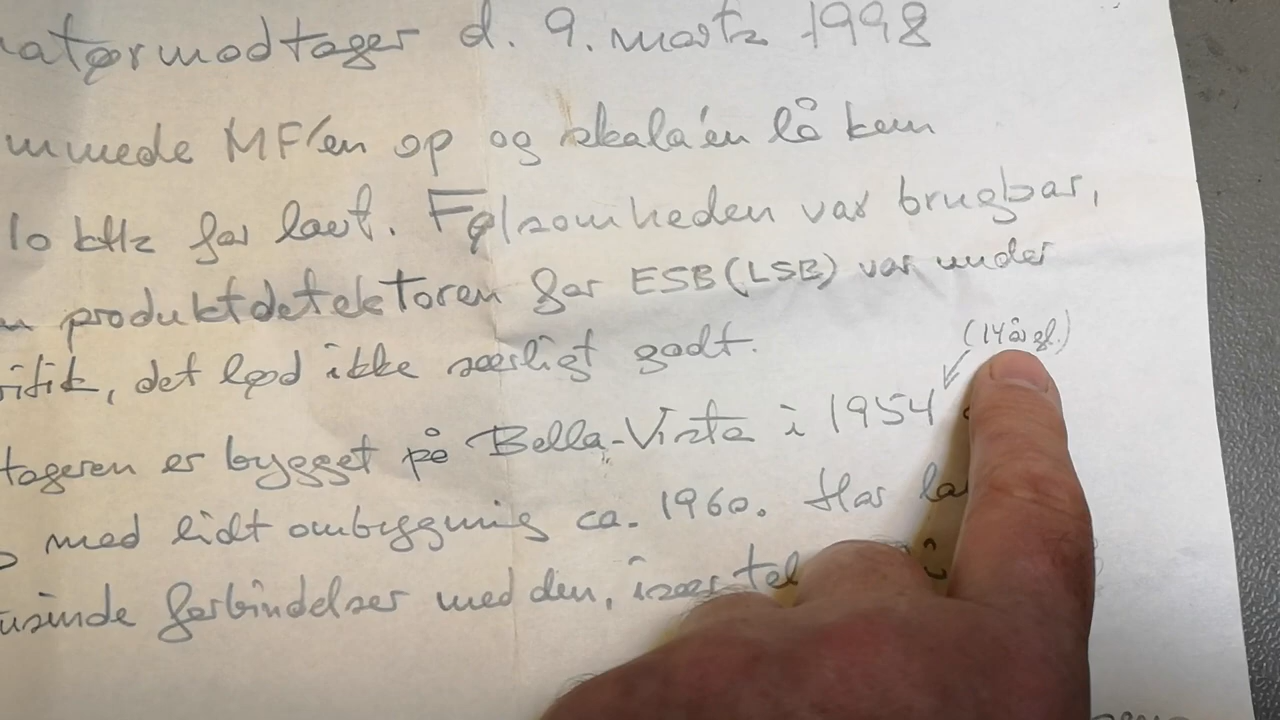 atørmodtager d. 9. marts 1998
mmede MF'en op og skala'en lå kun
10 kHz for lavt. Følsomheden var brugbar,
produktdetektoren for ESB (LSB) var under
ritik, det lød ikke særligt godt.
(14 år gl.)
tageren er bygget på Bella-Vista i 1954
med lidt ombygning ca. 1960. Har la
usinde forbindelser med den, især tel